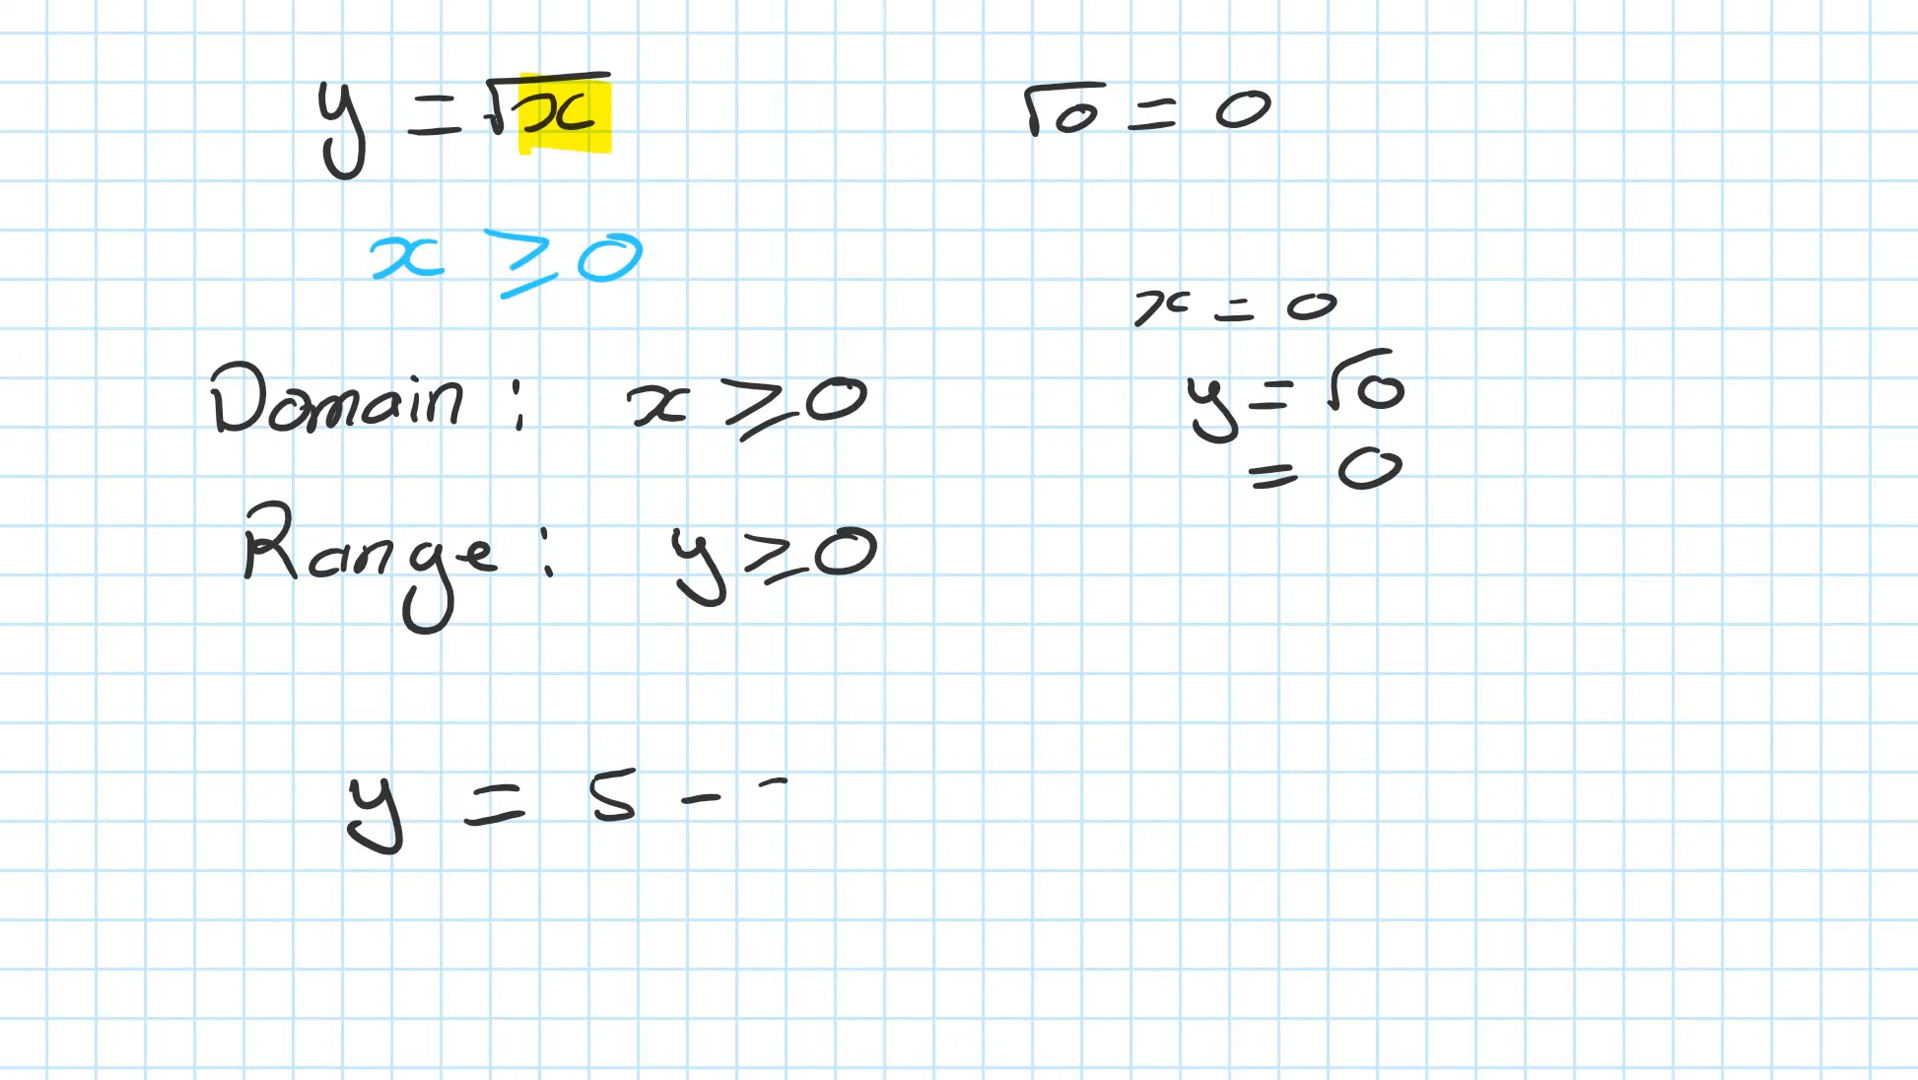 y = √x
x ≥ 0
Domain : x ≥ 0
Range : y ≥ 0
y = 5 - -
√0 = 0
x = 0
y = √0
= 0